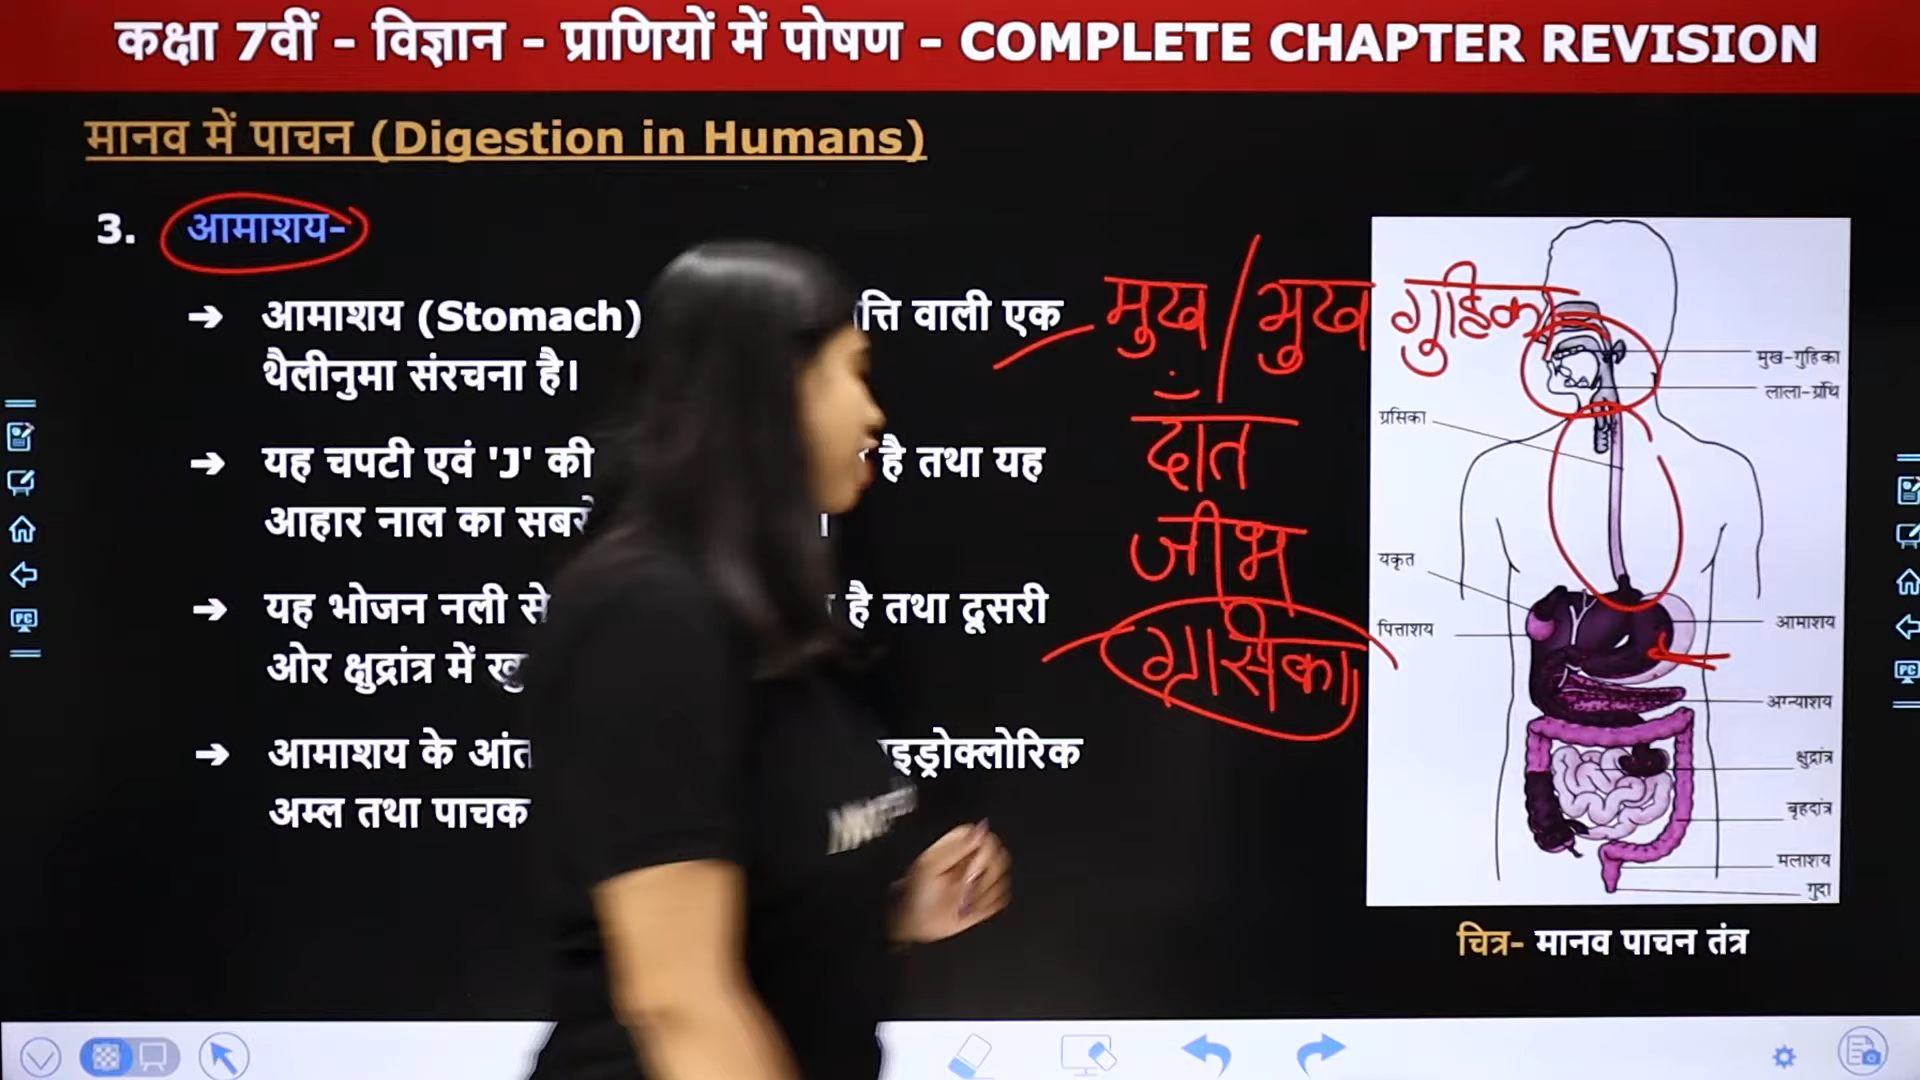 कक्षा 7वीं - विज्ञान - प्राणियों में पोषण - COMPLETE CHAPTER REVISION
मानव में पाचन (Digestion in Humans)
3. आमाशय-
→ आमाशय (Stomach) वाली एक
थैलीनुमा संरचना है।
→ यह चपटी एवं 'J' की है तथा यह
आहार नाल का
→ यह भोजन नली से है तथा दूसरी
ओर क्षुद्रांत्र में
→ आमाशय के
अम्ल तथा पाचक
मुख / मुख गुहिका
दाँत
जीभ
ग्रासिका
मुख-गुहिका
लाला-ग्रंथि
ग्रसिका
यकृत
पित्ताशय
आमाशय
अग्न्याशय
क्षुद्रांत्र
बृहदांत्र
मलाशय
गुदा
चित्र- मानव पाचन तंत्र
PC
PC